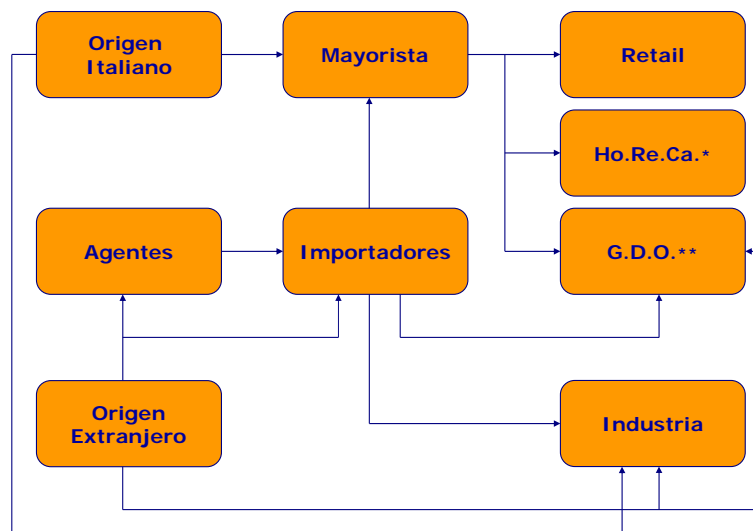 Origen
Italiano
Mayorista
Retail
Ho.Re.Ca.*
Agentes
Importadores
G.D.O.**
Origen
Extranjero
Industria